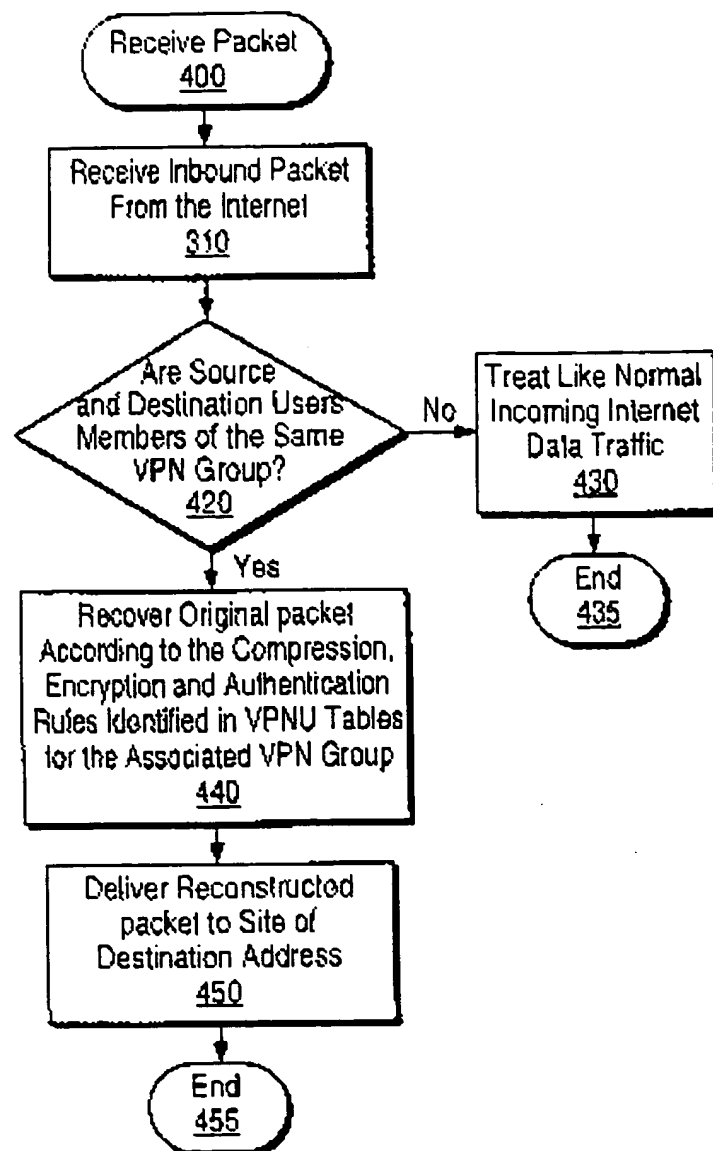 Receive Packet
400
Receive Inbound Packet
From the Internet
310
Are Source
and Destination Users
Members of the Same
VPN Group?
420
No
Treat Like Normal
Incoming Internet
Data Traffic
430
End
435
Yes
Recover Original packet
According to the Compression,
Encryption and Authentication
Rules Identified in VPNU Tables
for the Associated VPN Group
440
Deliver Reconstructed
packet to Site of
Destination Address
450
End
455